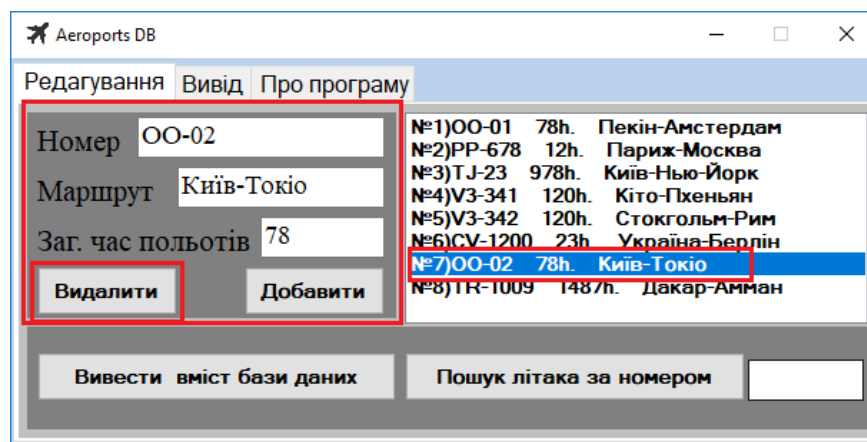 Aeroports DB
Редагування Вивід Про програму
Номер ОО-02
Маршрут Київ-Токіо
Заг. час польотів 78
Видалити Добавити
№1)ОО-01 78h. Пекін-Амстердам
№2)PP-678 12h. Париж-Москва
№3)TJ-23 978h. Київ-Нью-Йорк
№4)V3-341 120h. Кіто-Пхеньян
№5)V3-342 120h. Стокгольм-Рим
№6)CV-1200 23h. Україна-Берлін
№7)ОО-02 78h. Київ-Токіо
№8)TR-1009 1487h. Дакар-Амман
Вивести вміст бази даних Пошук літака за номером